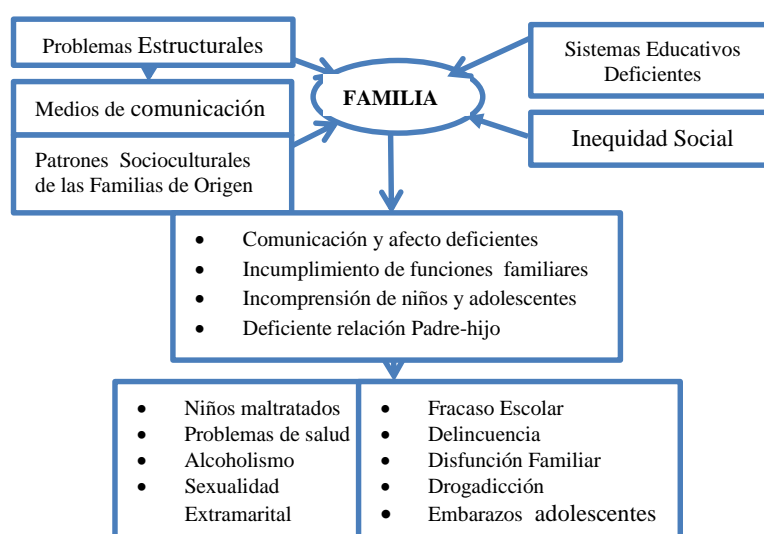 Problemas Estructurales
Medios de comunicación
Patrones Socioculturales
de las Familias de Origen
FAMILIA
Sistemas Educativos
Deficientes
Inequidad Social
• Comunicación y afecto deficientes
• Incumplimiento de funciones familiares
• Incomprensión de niños y adolescentes
• Deficiente relación Padre-hijo
• Niños maltratados
• Problemas de salud
• Alcoholismo
• Sexualidad
Extramarital
• Fracaso Escolar
• Delincuencia
• Disfunción Familiar
• Drogadicción
• Embarazos adolescentes